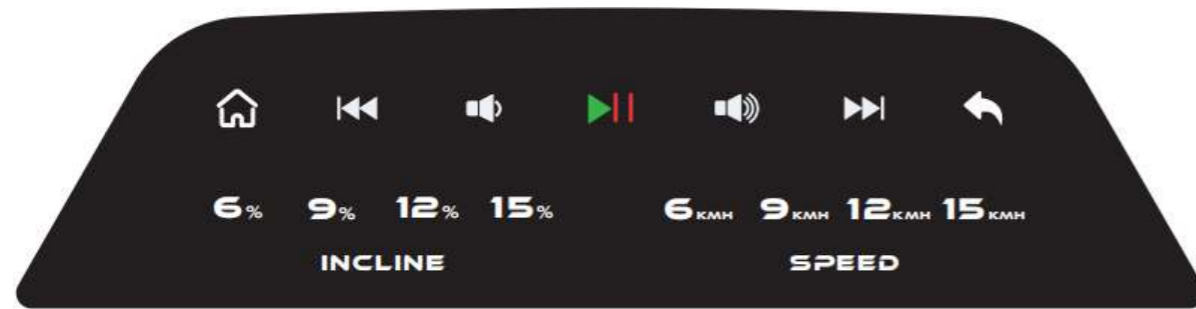 6% 9% 12% 15% 6KMH 9KMH 12KMH 15KMH
INCLINE SPEED